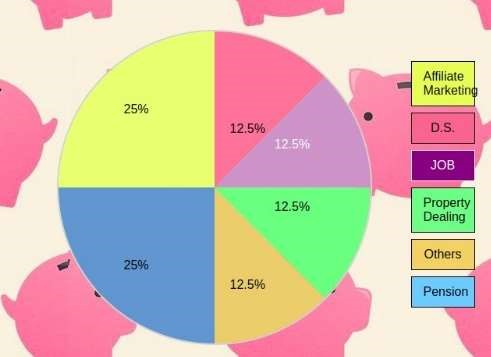 25%
12.5%
12.5%
12.5%
25%
12.5%
Affiliate
Marketing
D.S.
JOB
Property
Dealing
Others
Pension